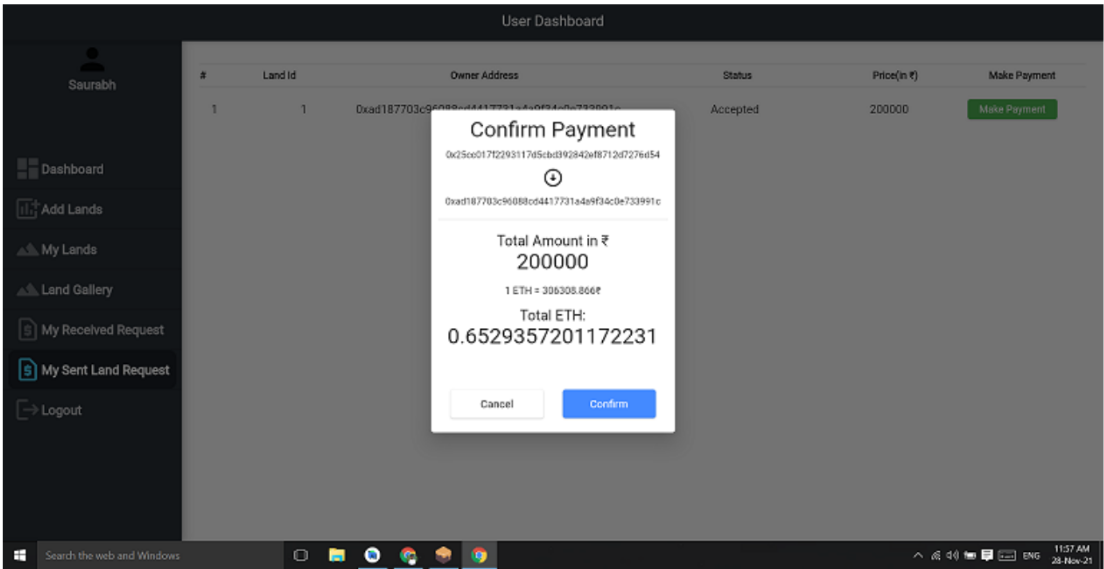 User Dashboard
Saurabh
Dashboard
Add Lands
My Lands
Land Gallery
My Received Request
My Sent Land Request
Logout
# Land Id Owner Address Status Price(in ₹) Make Payment
1 1 Accepted 200000 Make Payment
Confirm Payment
0xad187703c96088cd4417731a4a9f34c0e733991c
Total Amount in ₹
200000
1 ETH = 306308.866₹
Total ETH:
0.6529357201172231
Cancel Confirm
Search the web and Windows
ENG 11:57 AM
28-Nov-21